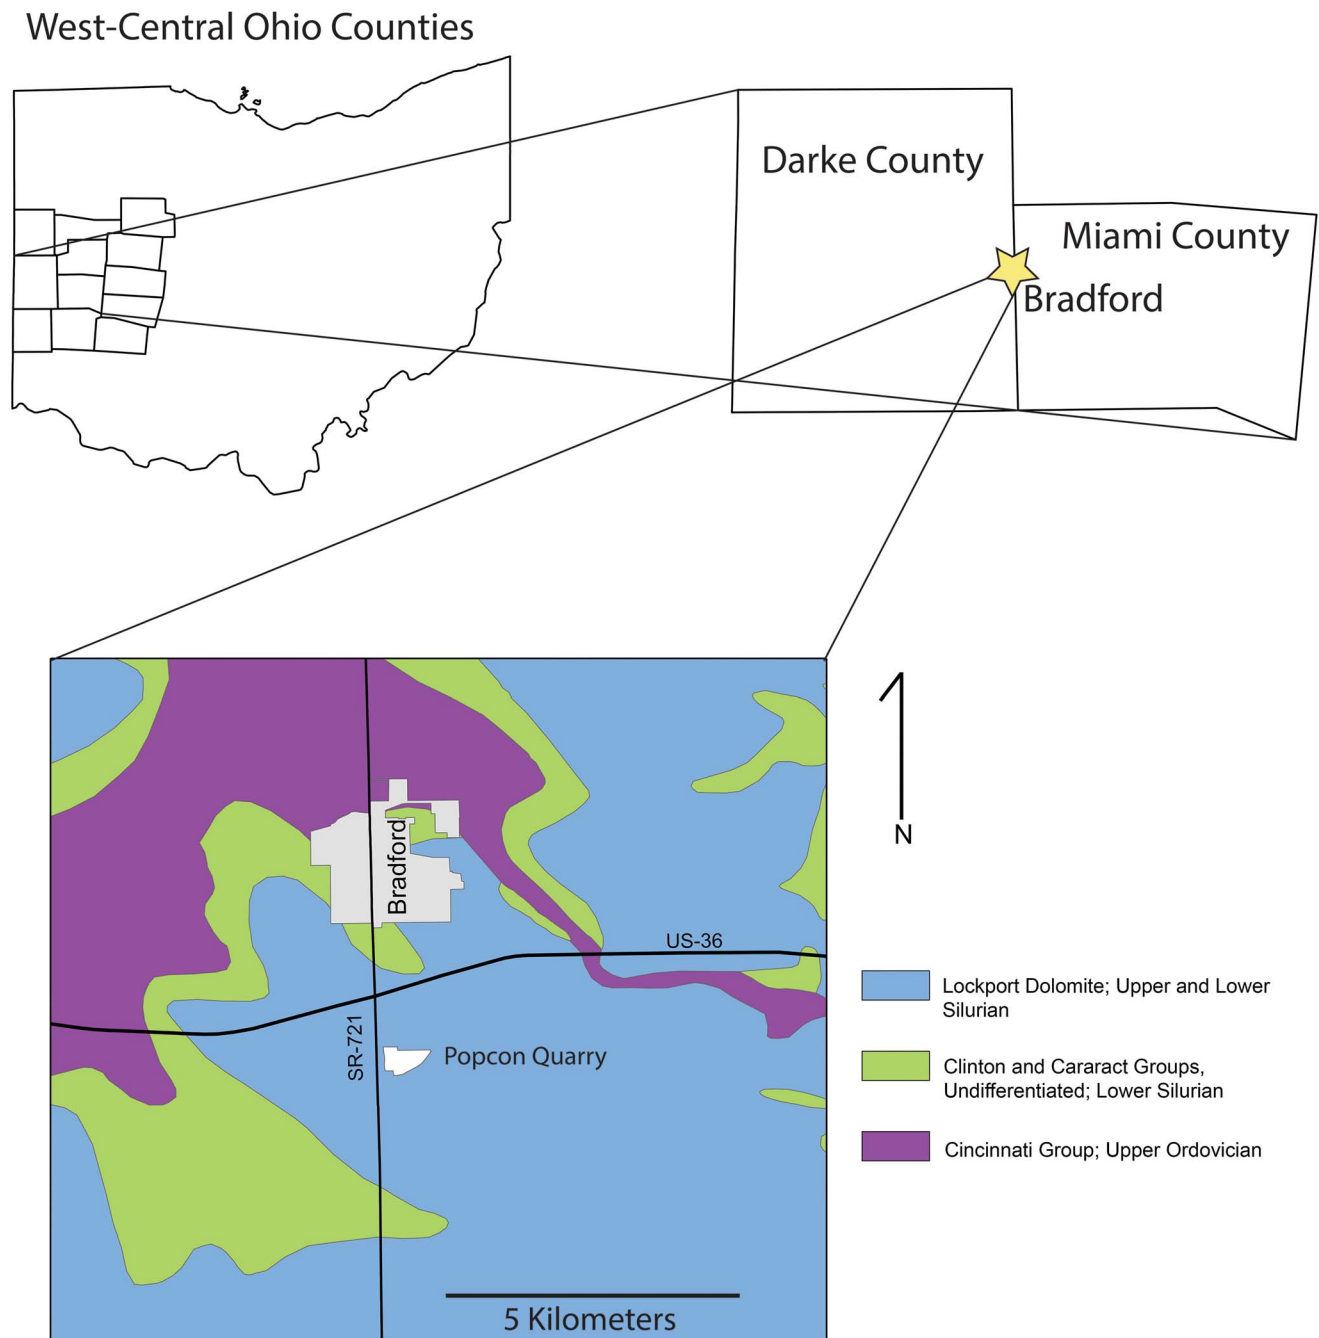 West-Central Ohio Counties
Darke County
Miami County
Bradford
Bradford
US-36
SR-721
Popcon Quarry
5 Kilometers
N
Lockport Dolomite; Upper and Lower
Silurian
Clinton and Cararact Groups,
Undifferentiated; Lower Silurian
Cincinnati Group; Upper Ordovician